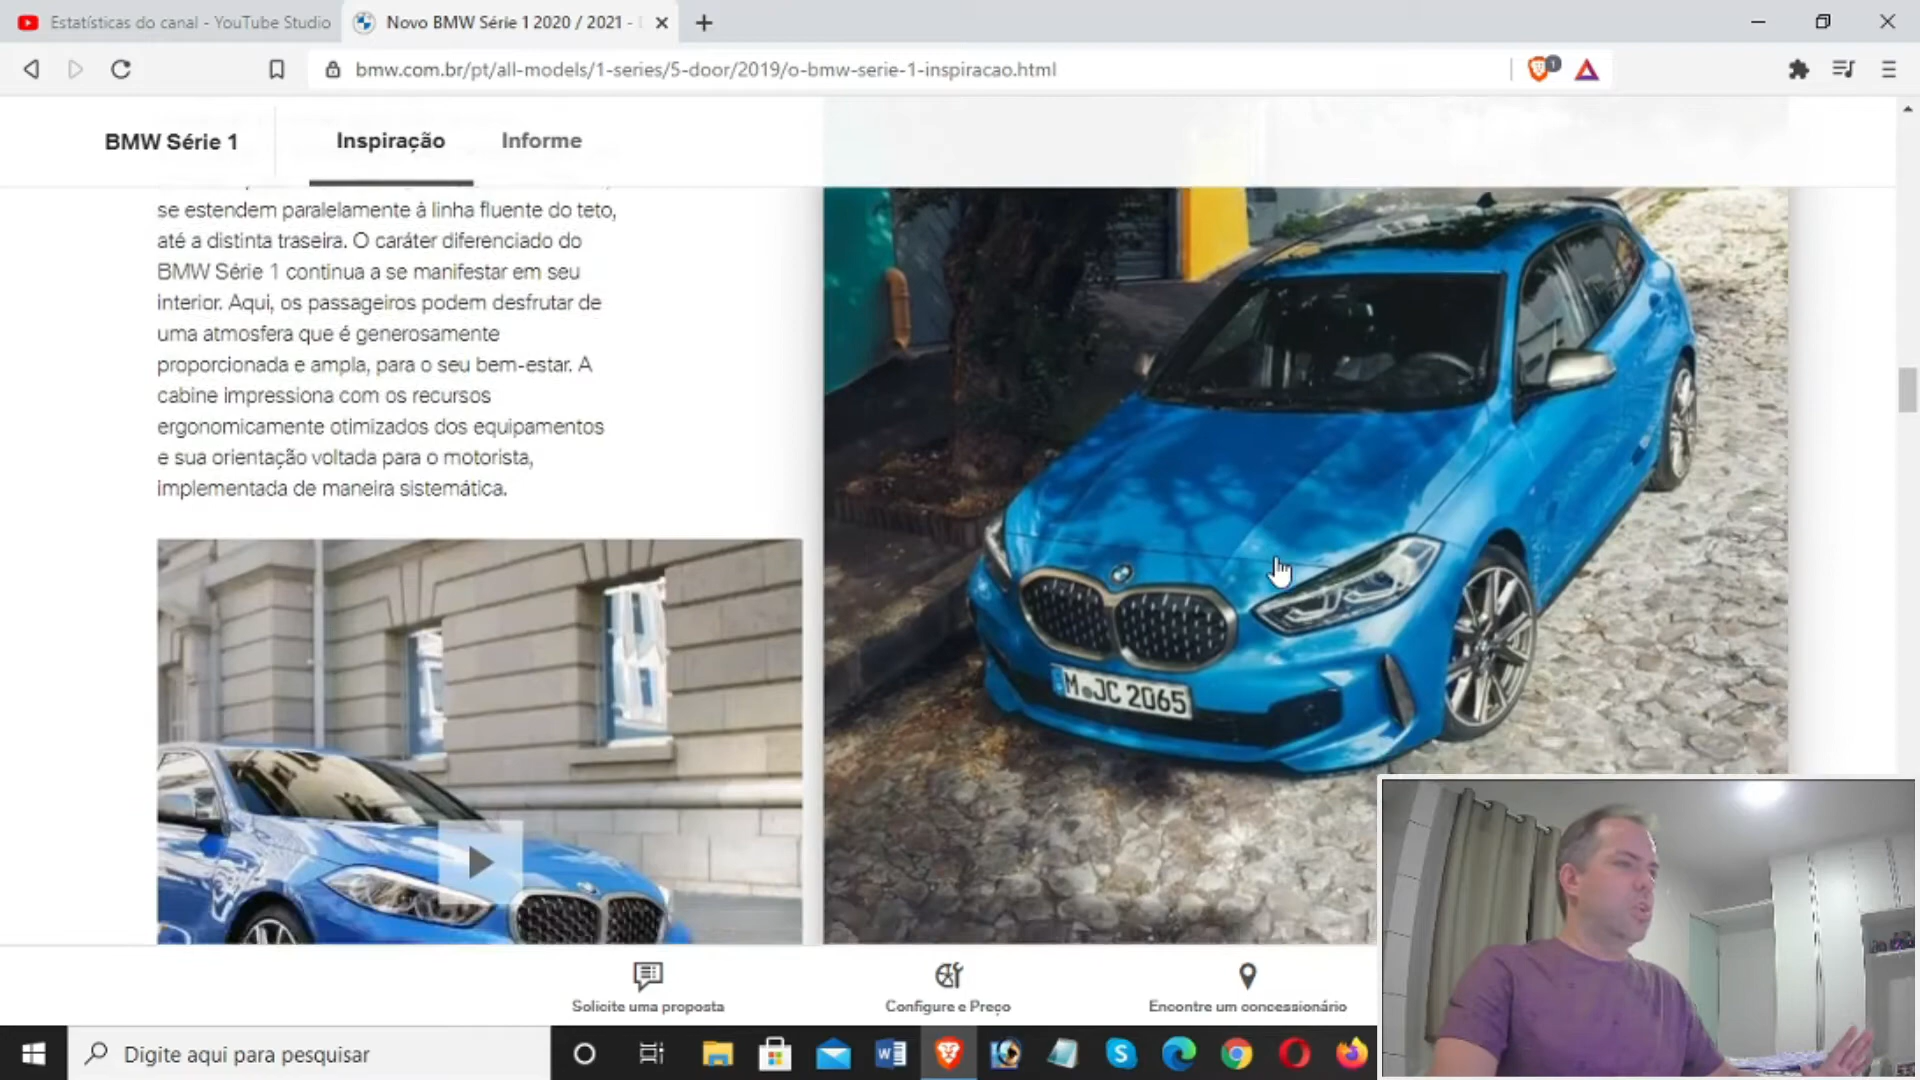 Estatísticas do canal - YouTube Studio
Novo BMW Série 1 2020 / 2021 -
bmw.com.br/pt/all-models/1-series/5-door/2019/o-bmw-serie-1-inspiracao.html
1
BMW Série 1
Inspiração
Informe
se estendem paralelamente à linha fluente do teto,
até a distinta traseira. O caráter diferenciado do
BMW Série 1 continua a se manifestar em seu
interior. Aqui, os passageiros podem desfrutar de
uma atmosfera que é generosamente
proporcionada e ampla, para o seu bem-estar. A
cabine impressiona com os recursos
ergonomicamente otimizados dos equipamentos
e sua orientação voltada para o motorista,
implementada de maneira sistemática.
M JC 2065
Solicite uma proposta
Configure e Preço
Encontre um concessionário
Digite aqui para pesquisar